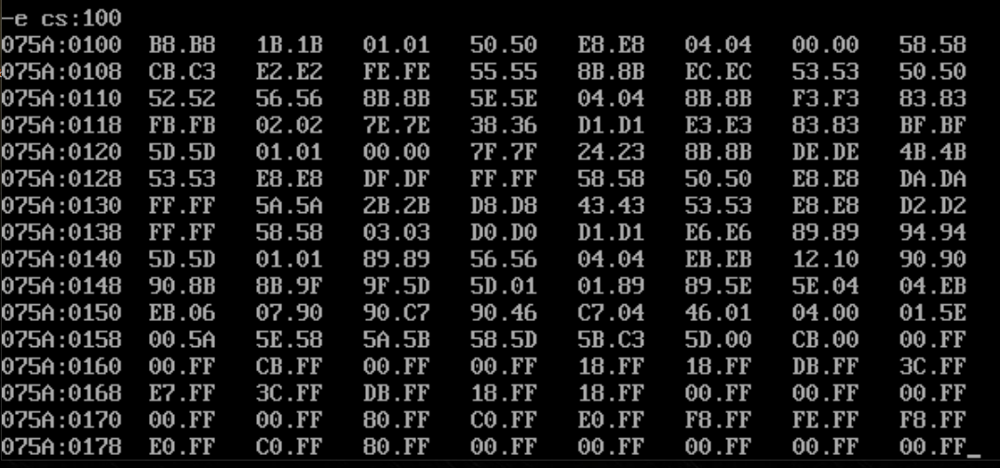 -e cs:100
075A:0100  B8.B8   1B.1B   01.01   50.50   E8.E8   04.04   00.00   58.58
075A:0108  CB.C3   E2.E2   FE.FE   55.55   8B.8B   EC.EC   53.53   50.50
075A:0110  52.52   56.56   8B.8B   5E.5E   04.04   8B.8B   F3.F3   83.83
075A:0118  FB.FB   02.02   7E.7E   38.36   D1.D1   E3.E3   83.83   BF.BF
075A:0120  5D.5D   01.01   00.00   7F.7F   24.23   8B.8B   DE.DE   4B.4B
075A:0128  53.53   E8.E8   DF.DF   FF.FF   58.58   50.50   E8.E8   DA.DA
075A:0130  FF.FF   5A.5A   2B.2B   D8.D8   43.43   53.53   E8.E8   D2.D2
075A:0138  FF.FF   58.58   03.03   D0.D0   D1.D1   E6.E6   89.89   94.94
075A:0140  5D.5D   01.01   89.89   56.56   04.04   EB.EB   12.10   90.90
075A:0148  90.8B   8B.9F   9F.5D   5D.01   01.89   89.5E   5E.04   04.EB
075A:0150  EB.06   07.90   90.C7   90.46   C7.04   46.01   04.00   01.5E
075A:0158  00.5A   5E.58   5A.5B   58.5D   5B.C3   5D.00   CB.00   00.FF
075A:0160  00.FF   CB.FF   00.FF   00.FF   18.FF   18.FF   DB.FF   3C.FF
075A:0168  E7.FF   3C.FF   DB.FF   18.FF   18.FF   00.FF   00.FF   00.FF
075A:0170  00.FF   00.FF   80.FF   C0.FF   E0.FF   F8.FF   FE.FF   F8.FF
075A:0178  E0.FF   C0.FF   80.FF   00.FF   00.FF   00.FF   00.FF   00.FF_